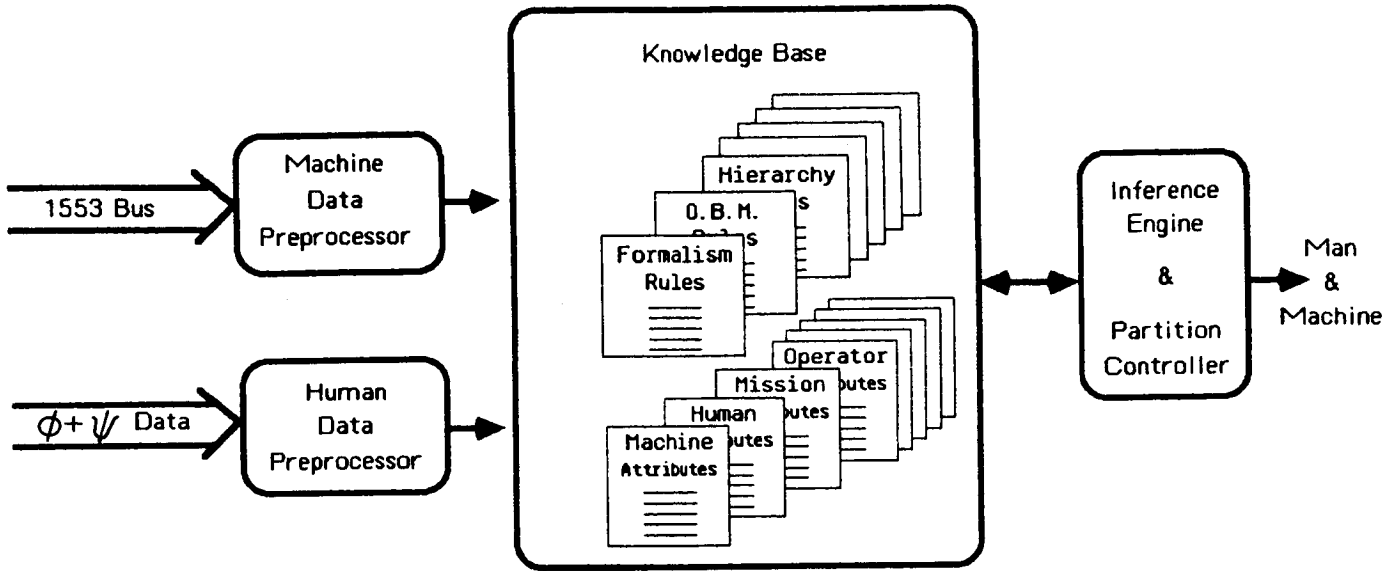 Knowledge Base
1553 Bus
Machine
Data
Preprocessor
ϕ+ψ Data
Human
Data
Preprocessor
Hierarchy
O.B.M.
Rules
Formalism
Rules
Operator
Mission
Human
Machine
Attributes
Inference
Engine
&
Partition
Controller
Man
&
Machine